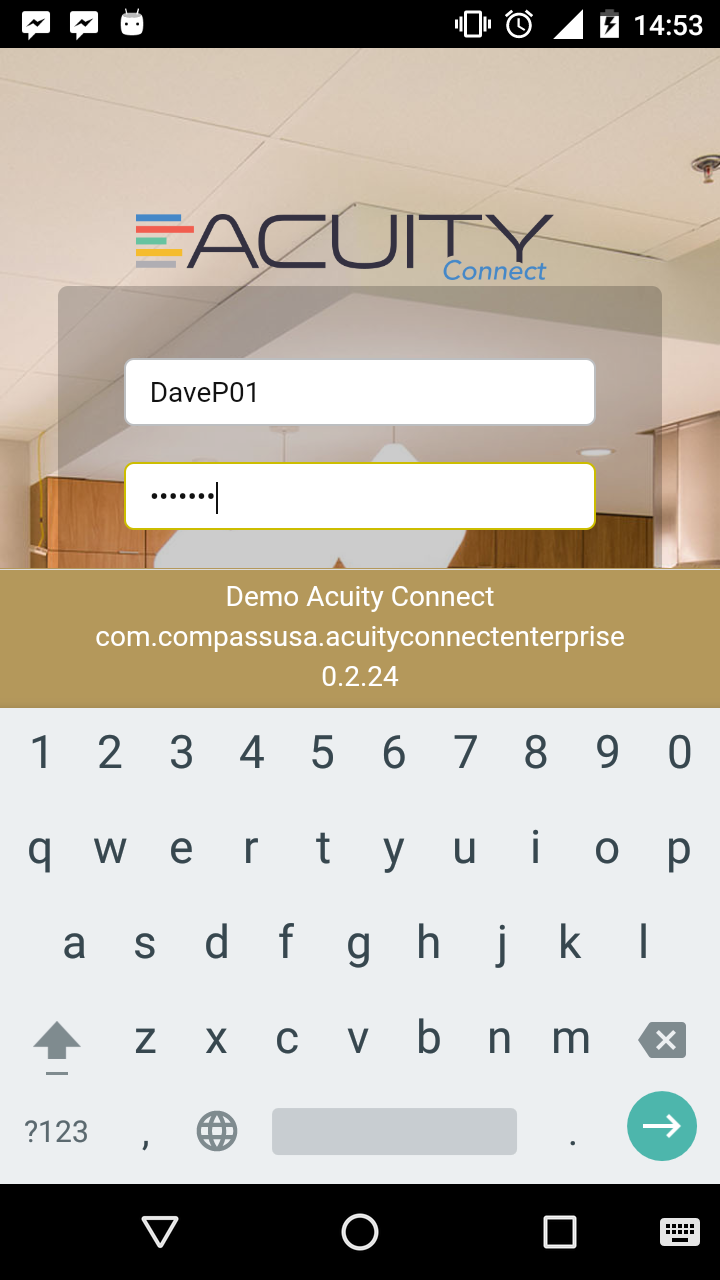 14:53
ACUITY
Connect
DaveP01
•••••••
Demo Acuity Connect
com.compassusa.acuityconnectenterprise
0.2.24
1 2 3 4 5 6 7 8 9 0
q w e r t y u i o p
a s d f g h j k l
z x c v b n m
?123 , .